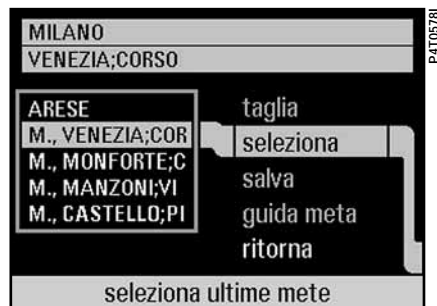 MILANO
VENEZIA;CORSO
ARESE
M., VENEZIA;COR
M., MONFORTE;C
M., MANZONI;VI
M., CASTELLO;PI
taglia
seleziona
salva
guida meta
ritorna
seleziona ultime mete
P4T0578I